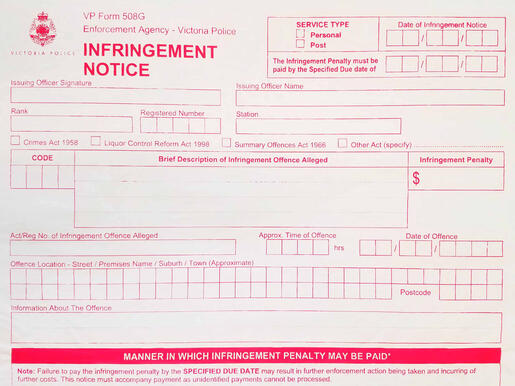 VP Form 508G
Enforcement Agency - Victoria Police
INFRINGEMENT
NOTICE
VICTORIA POLICE
SERVICE TYPE
Personal
Post
Date of Infringement Notice
/ /
The Infringement Penalty must be
paid by the Specified Due date of
/ /
Issuing Officer Signature
Issuing Officer Name
Rank
Registered Number
Station
Crimes Act 1958
Liquor Control Reform Act 1998
Summary Offences Act 1966
Other Act (specify)
CODE
Brief Description of Infringement Offence Alleged
Infringement Penalty
$
Act/Reg No. of Infringement Offence Alleged
Approx. Time of Offence
hrs
Date of Offence
/ /
Offence Location - Street / Premises Name / Suburb / Town (Approximate)
Postcode
Information About The Offence
MANNER IN WHICH INFRINGEMENT PENALTY MAY BE PAID*
Note: Failure to pay the infringement penalty by the SPECIFIED DUE DATE may result in further enforcement action being taken and incurring of
further costs. This notice must accompany payment as unidentified payments cannot be processed.